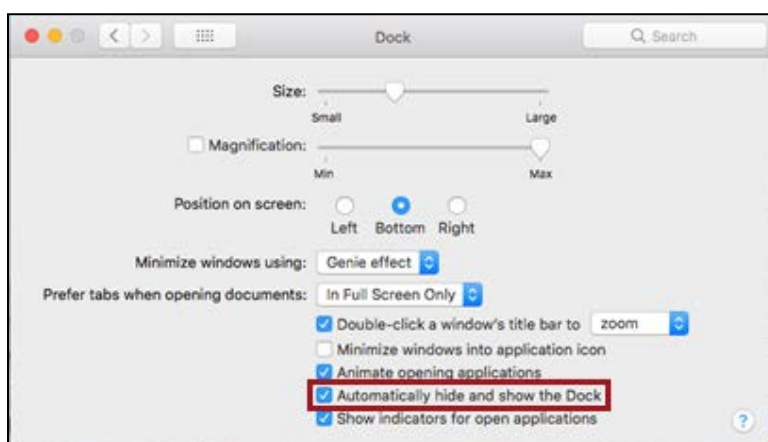 Dock
Search
Size:
Small Large
Magnification:
Min Max
Position on screen:
Left Bottom Right
Minimize windows using: Genie effect
Prefer tabs when opening documents: In Full Screen Only
Double-click a window's title bar to zoom
Minimize windows into application icon
Animate opening applications
Automatically hide and show the Dock
Show indicators for open applications
?